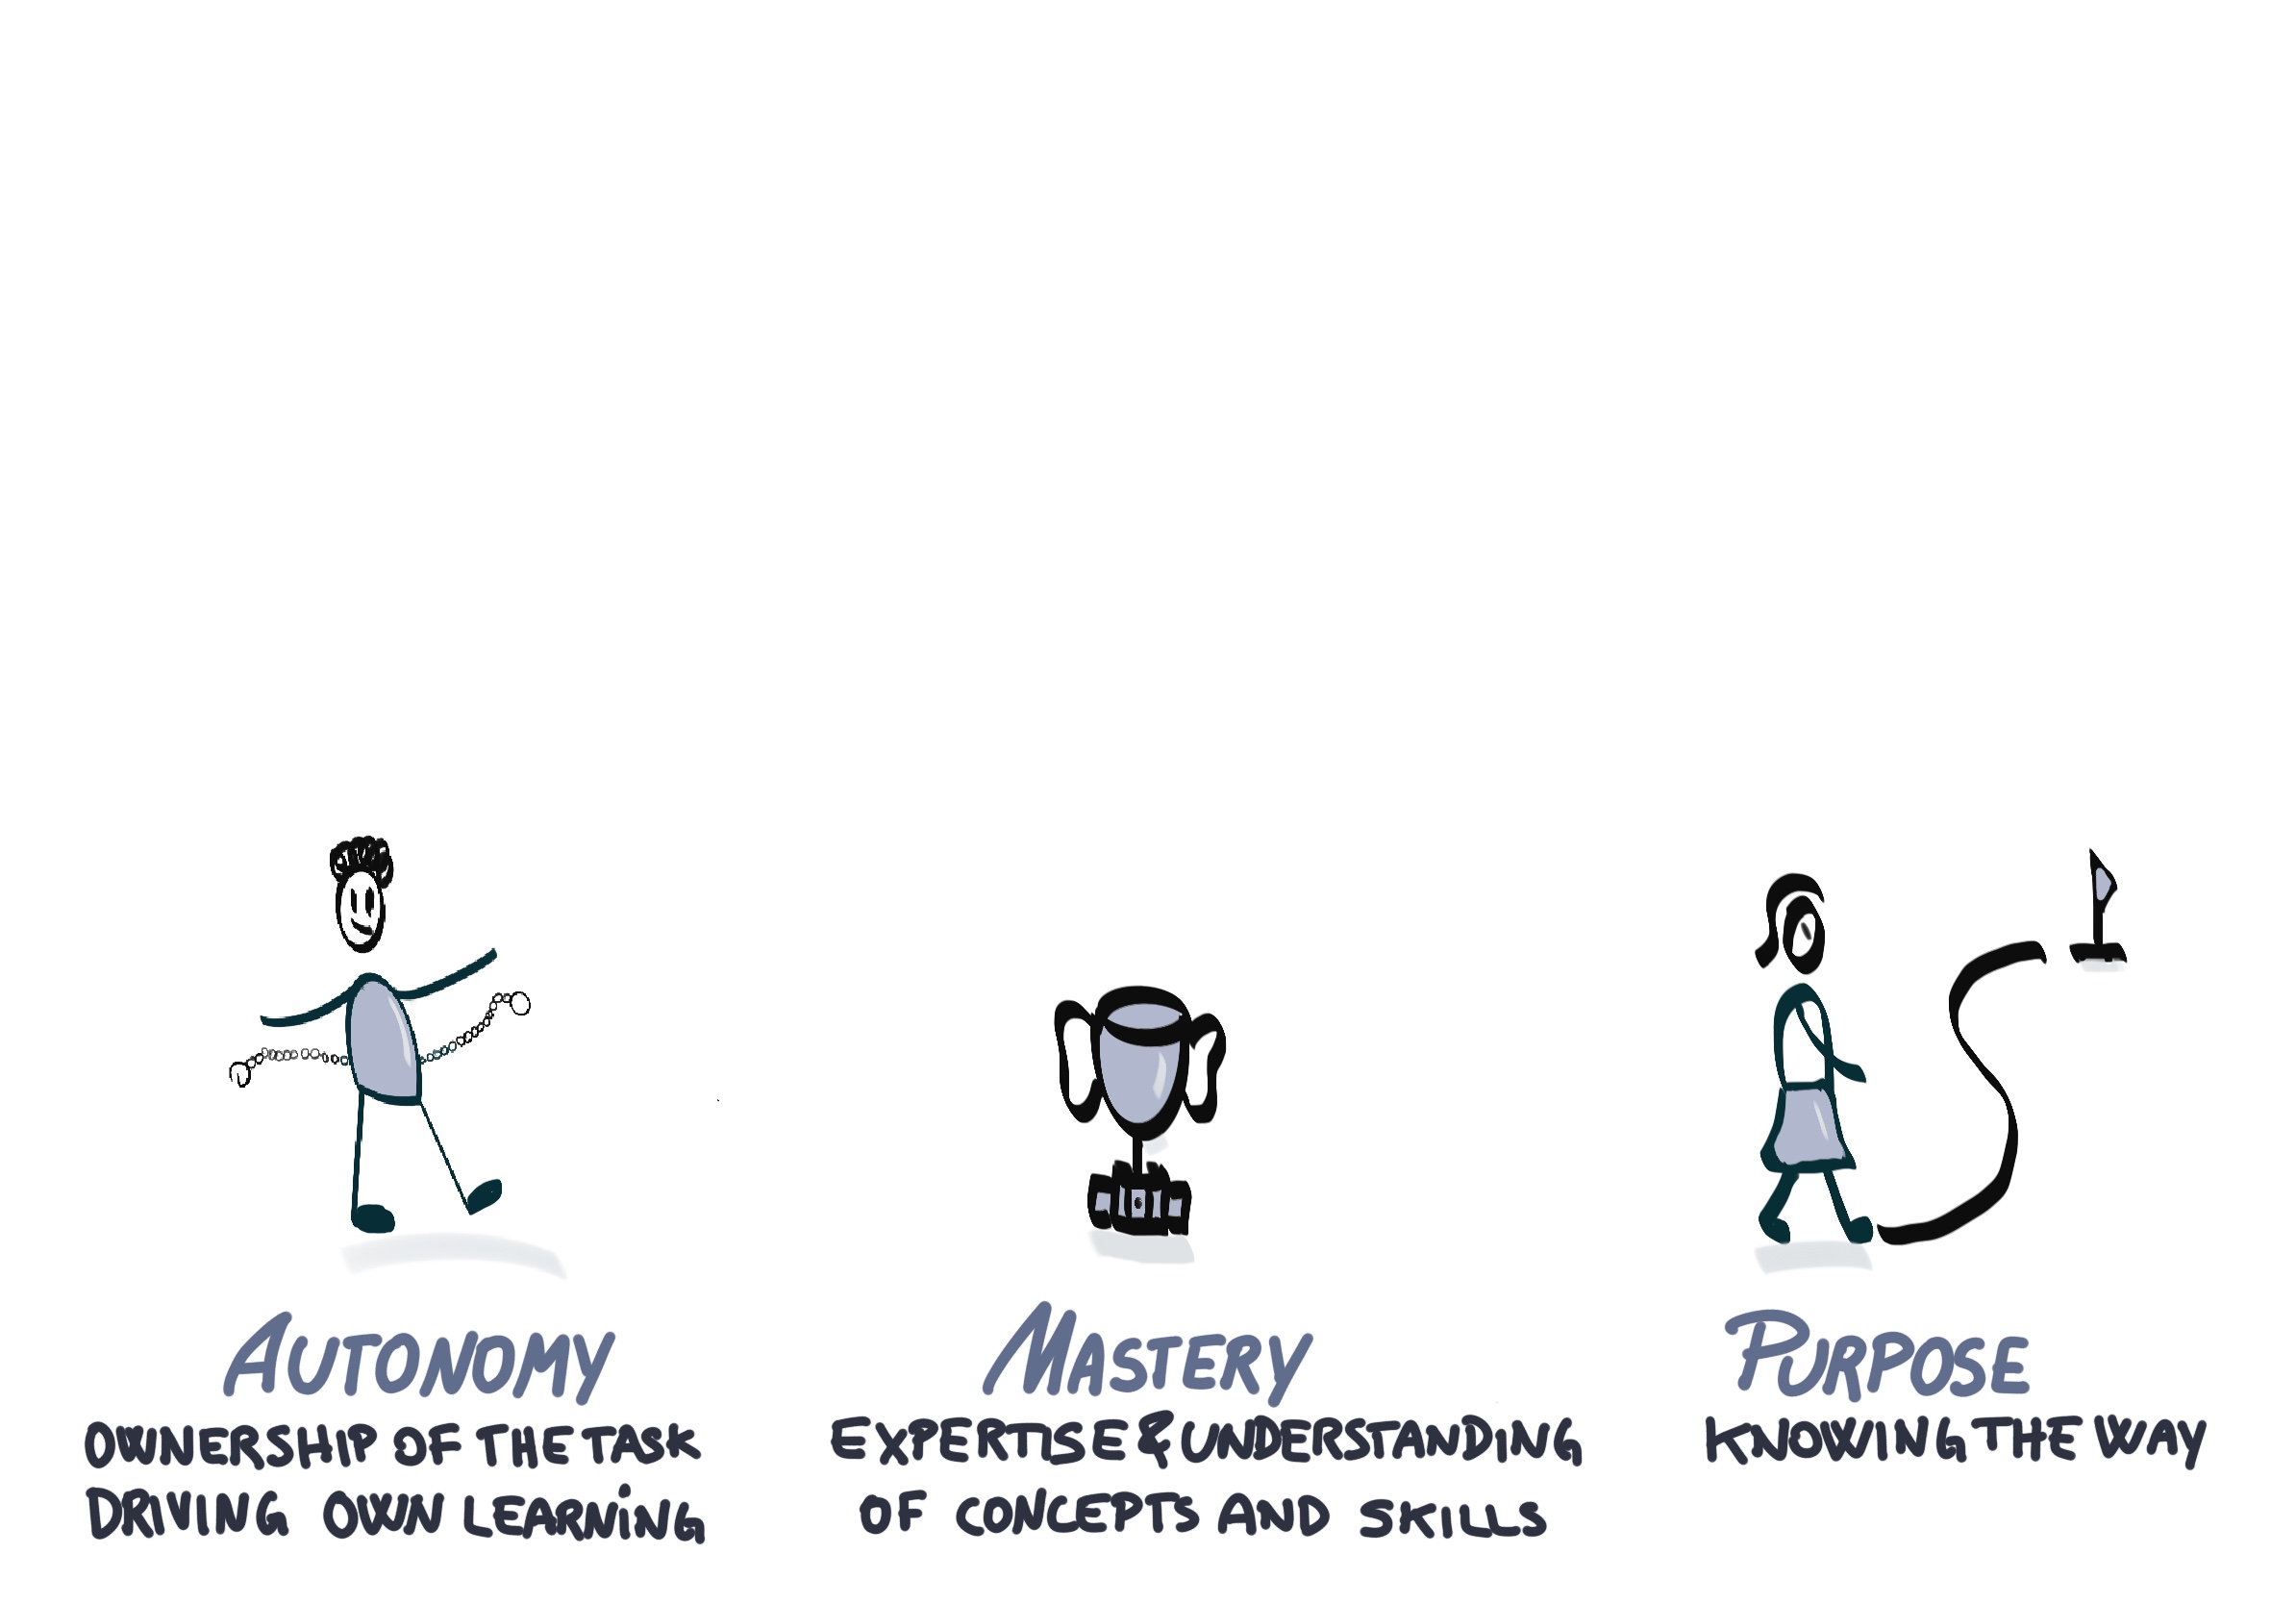 AUTONOMY
OWNERSHIP OF THE TASK
DRIVING OWN LEARNING
MASTERY
EXPERTISE & UNDERSTANDING
OF CONCEPTS AND SKILLS
PURPOSE
KNOWING THE WAY